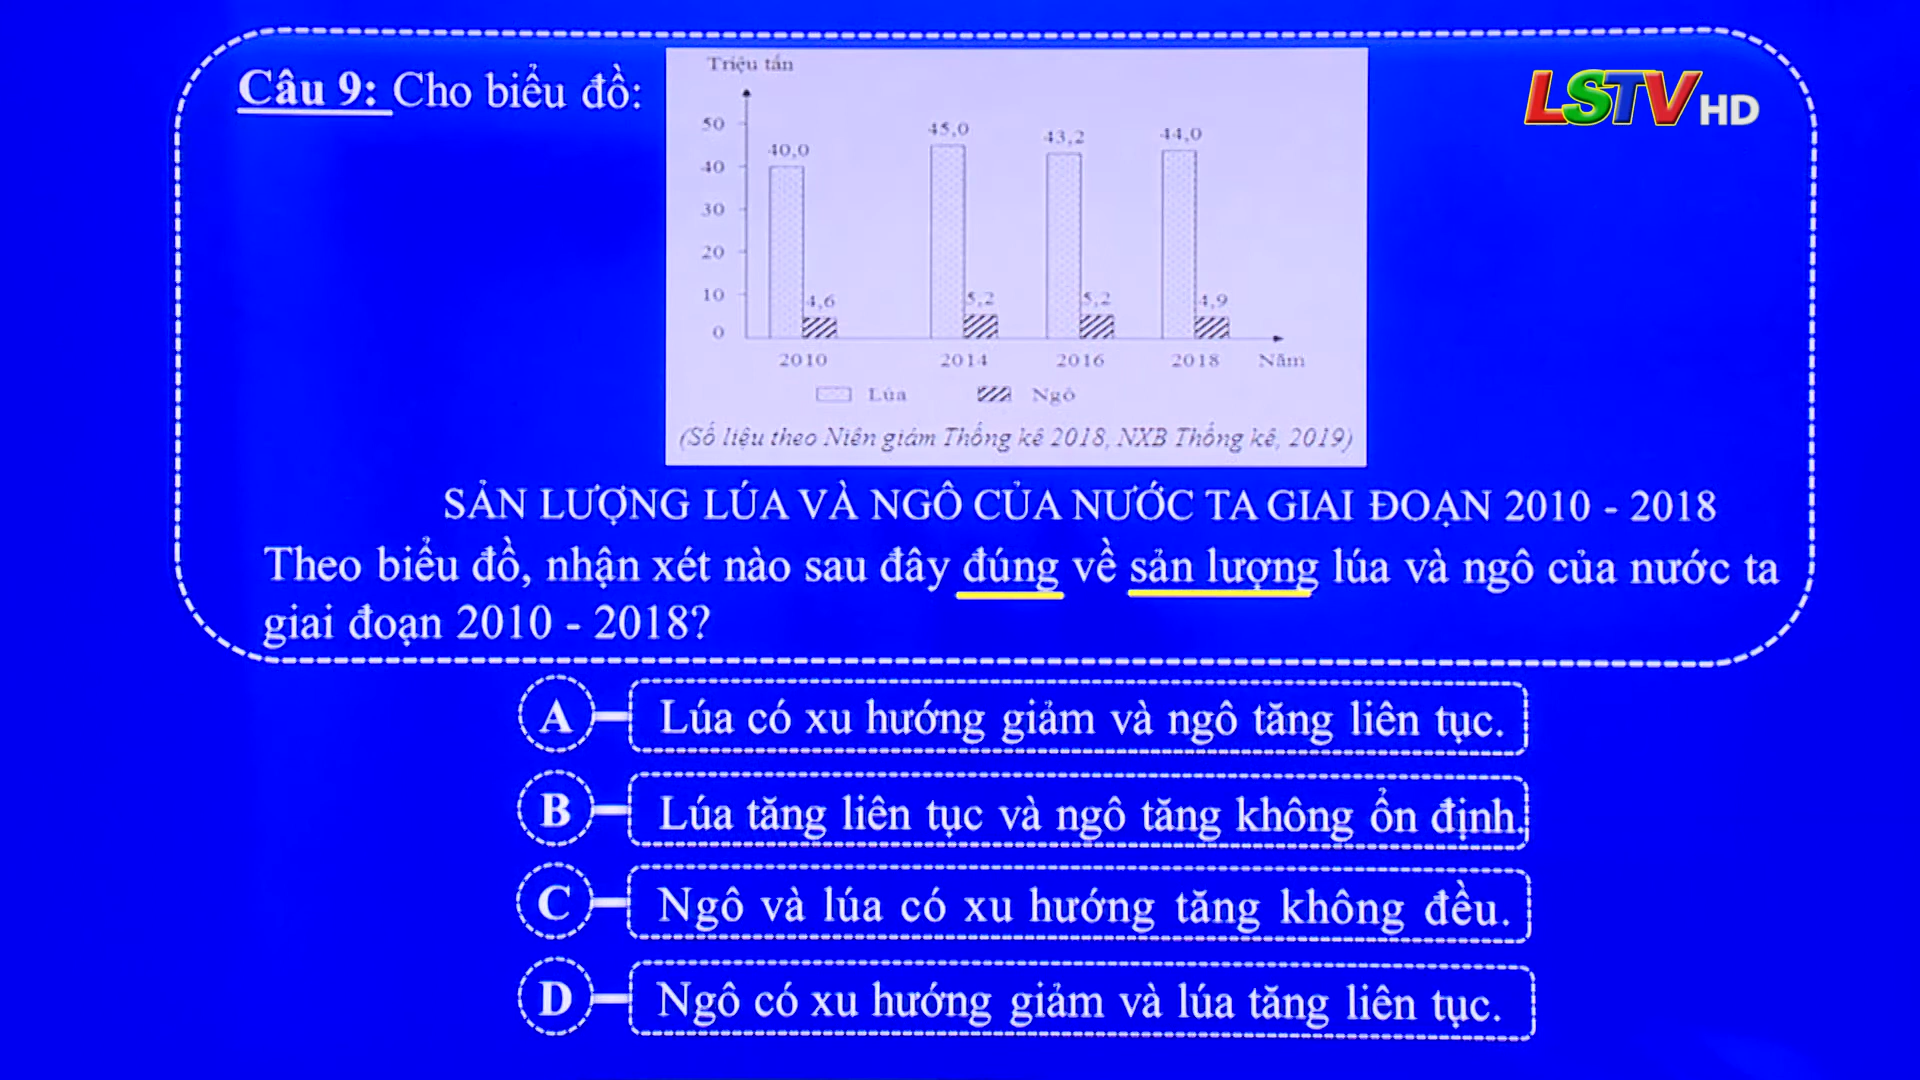 Câu 9: Cho biểu đồ:
LSTV HD
Triệu tấn
50
40
30
20
10
0
40,0
4,6
45,0
5,2
43,2
5,2
44,0
4,9
2010 2014 2016 2018 Năm
Lúa Ngô
(Số liệu theo Niên giám Thống kê 2018, NXB Thống kê, 2019)
SẢN LƯỢNG LÚA VÀ NGÔ CỦA NƯỚC TA GIAI ĐOẠN 2010 - 2018
Theo biểu đồ, nhận xét nào sau đây đúng về sản lượng lúa và ngô của nước ta
giai đoạn 2010 - 2018?
A Lúa có xu hướng giảm và ngô tăng liên tục.
B Lúa tăng liên tục và ngô tăng không ổn định.
C Ngô và lúa có xu hướng tăng không đều.
D Ngô có xu hướng giảm và lúa tăng liên tục.